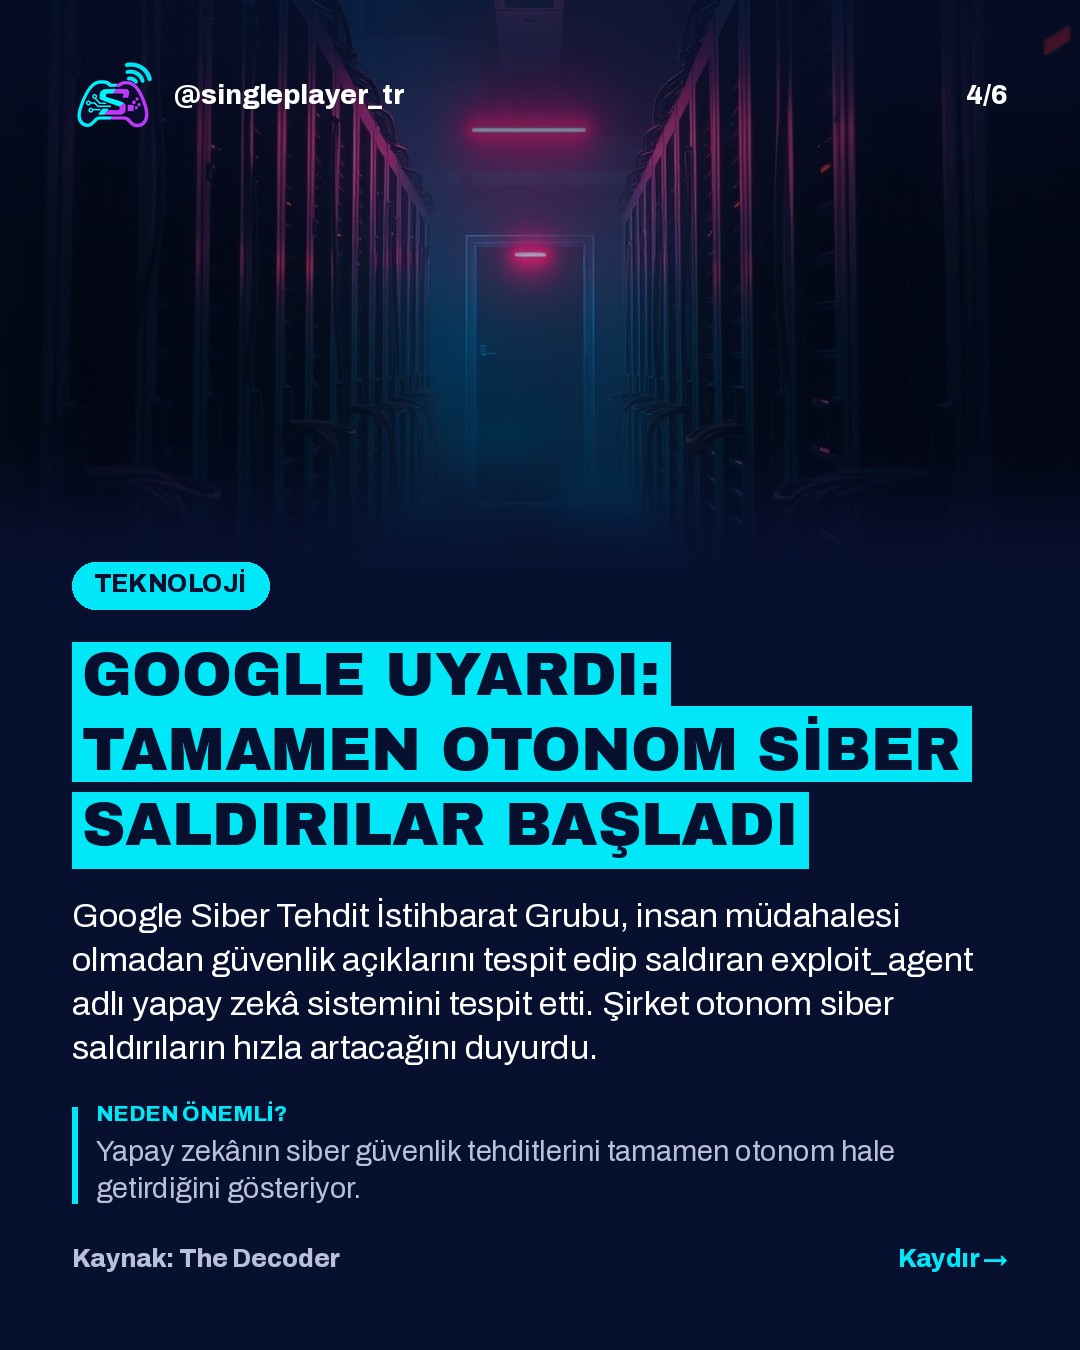 @singleplayer_tr
4/6
TEKNOLOJİ
GOOGLE UYARDI:
TAMAMEN OTONOM SİBER
SALDIRILAR BAŞLADI
Google Siber Tehdit İstihbarat Grubu, insan müdahalesi
olmadan güvenlik açıklarını tespit edip saldıran exploit_agent
adlı yapay zekâ sistemini tespit etti. Şirket otonom siber
saldırıların hızla artacağını duyurdu.
NEDEN ÖNEMLİ?
Yapay zekânın siber güvenlik tehditlerini tamamen otonom hale
getirdiğini gösteriyor.
Kaynak: The Decoder
Kaydır →